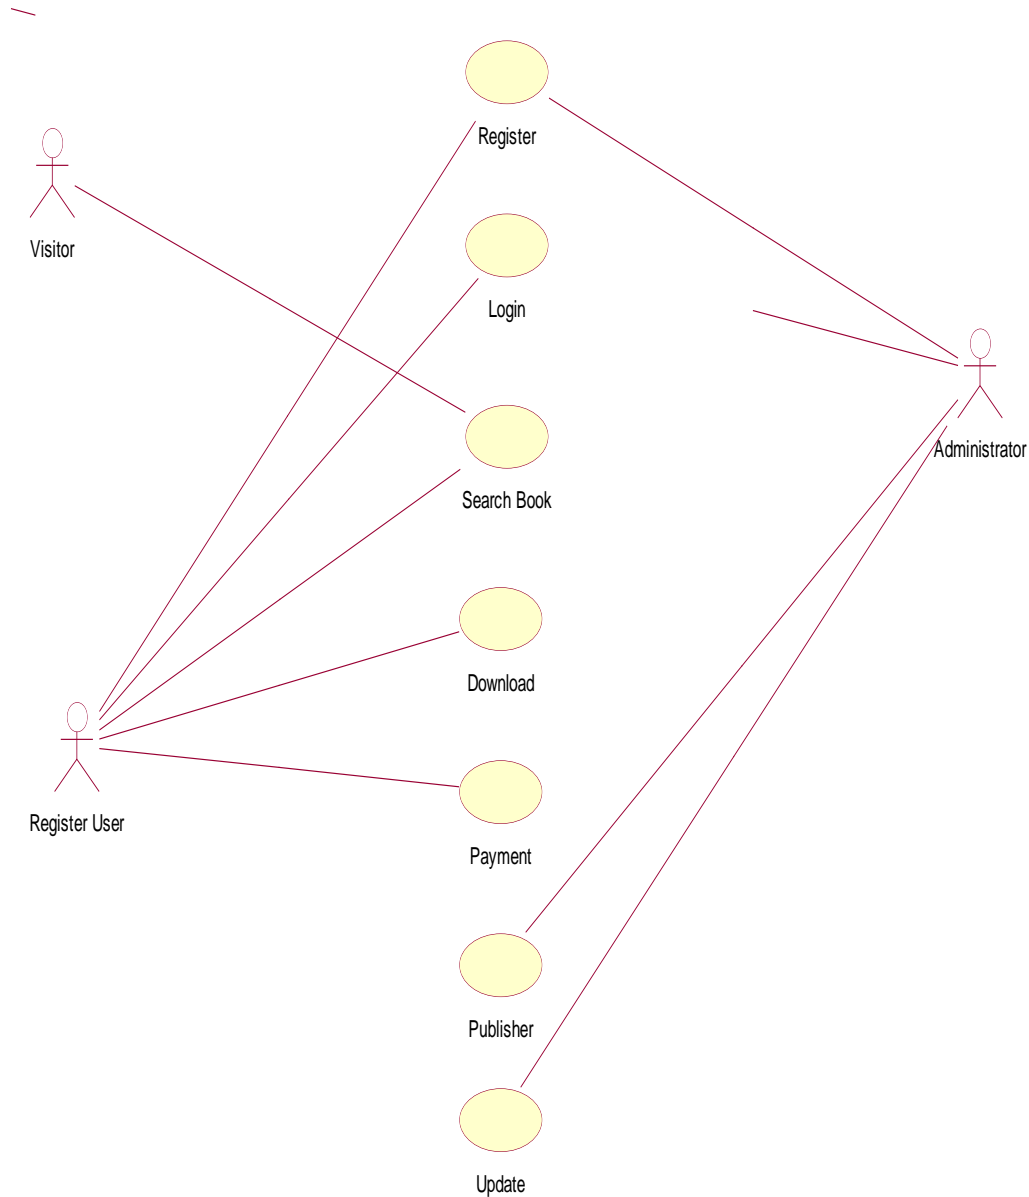 Register
Visitor
Login
Administrator
Search Book
Download
Register User
Payment
Publisher
Update